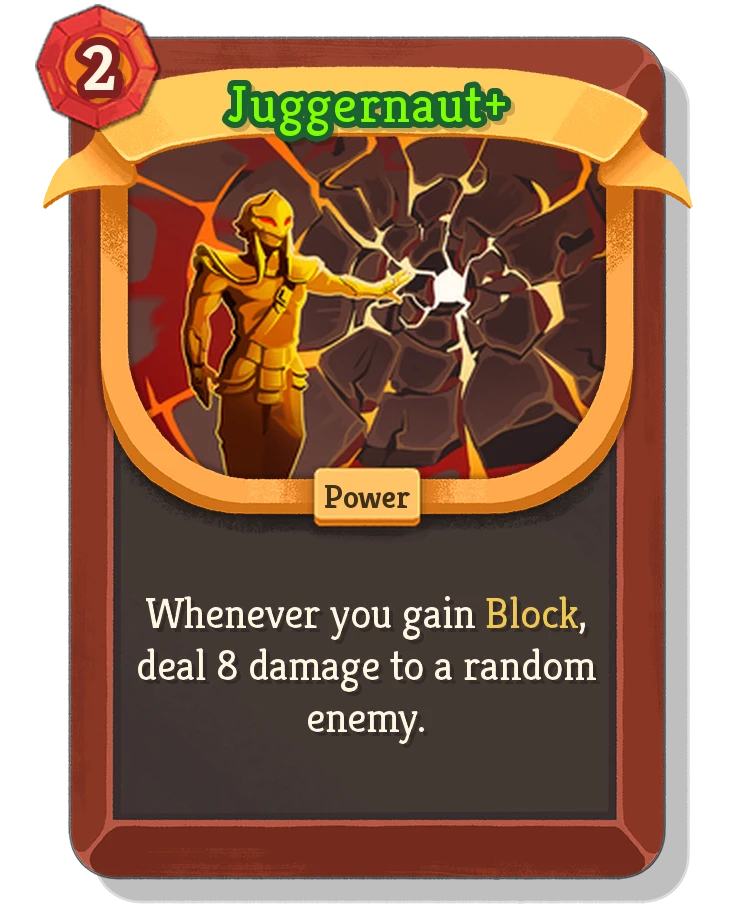 2
Juggernaut+
Power
Whenever you gain Block,
deal 8 damage to a random
enemy.